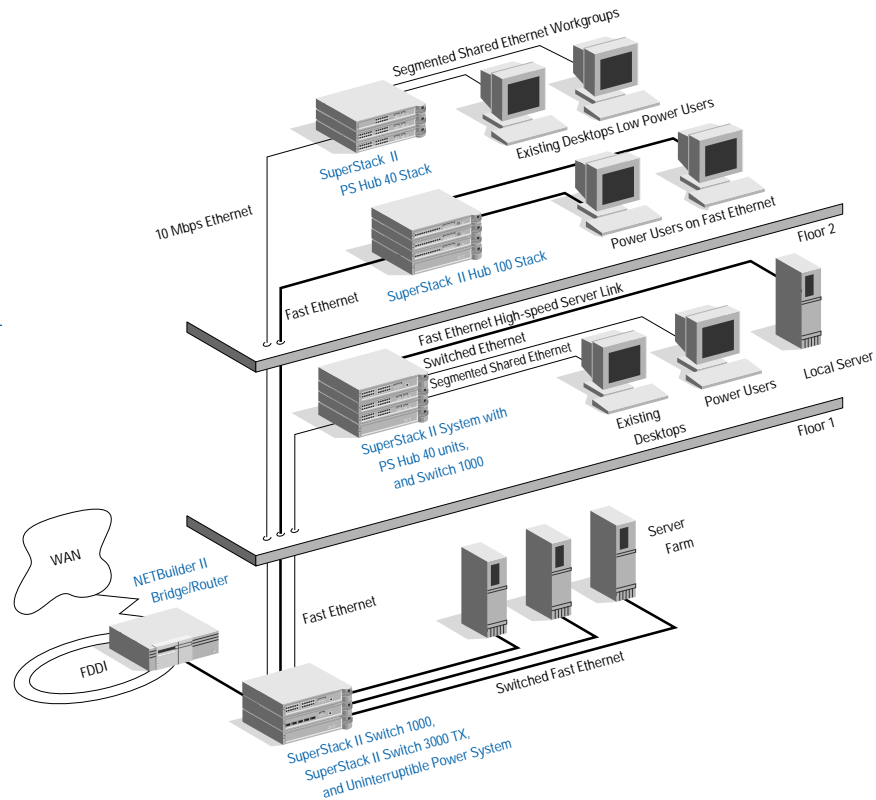 Segmented Shared Ethernet Workgroups
Existing Desktops Low Power Users
SuperStack II
PS Hub 40 Stack
10 Mbps Ethernet
Power Users on Fast Ethernet
SuperStack II Hub 100 Stack
Floor 2
Fast Ethernet
Fast Ethernet High-speed Server Link
Switched Ethernet
Segmented Shared Ethernet
Local Server
Power Users
Existing
Desktops
SuperStack II System with
PS Hub 40 units,
and Switch 1000
Floor 1
Server
Farm
WAN
NETBuilder II
Bridge/Router
Fast Ethernet
FDDI
Switched Fast Ethernet
SuperStack II Switch 1000,
SuperStack II Switch 3000 TX,
and Uninterruptible Power System